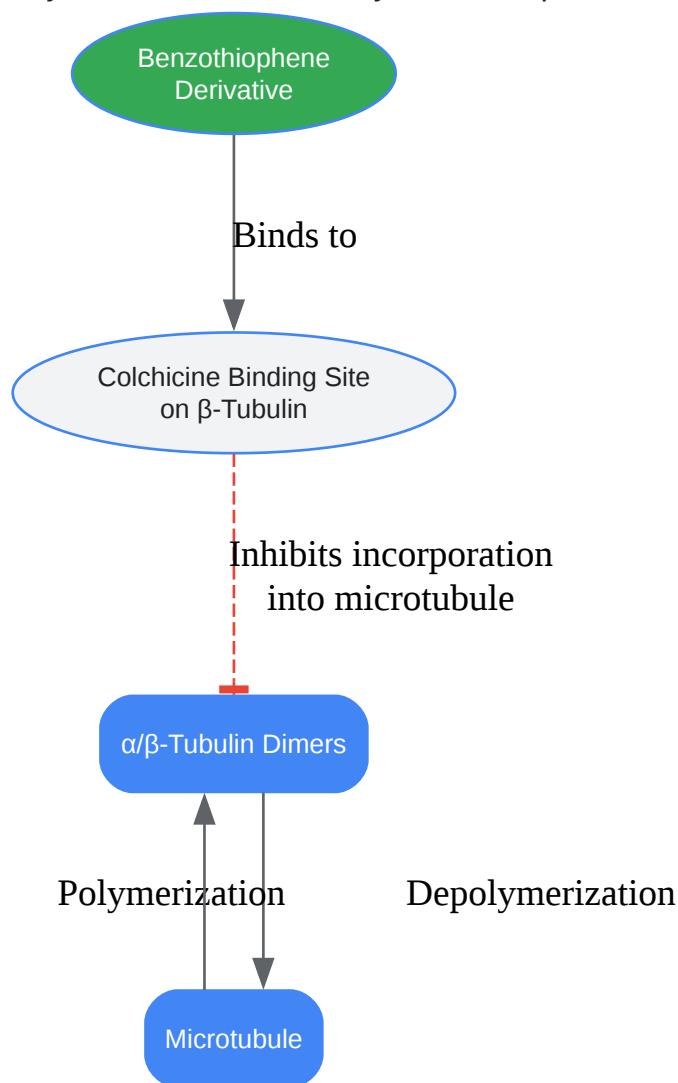 Benzothiophene
Derivative
Binds to
Colchicine Binding Site
on β-Tubulin
Inhibits incorporation
into microtubule
α/β-Tubulin Dimers
Polymerization
Depolymerization
Microtubule